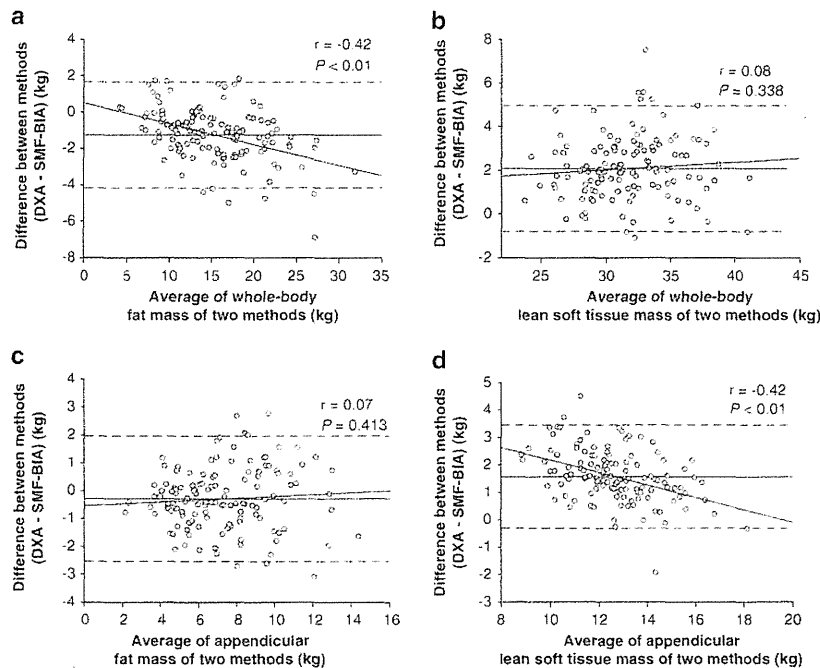 a
4
2
0
-2
-4
-6
-8
Difference between methods
(DXA - SMF-BIA) (kg)
r = -0.42
P < 0.01
0 5 10 15 20 25 30 35
Average of whole-body
fat mass of two methods (kg)
b
8
6
4
2
0
-2
Difference between methods
(DXA - SMF-BIA) (kg)
r = 0.08
P = 0.338
25 30 35 40 45
Average of whole-body
lean soft tissue mass of two methods (kg)
c
4
3
2
1
0
-1
-2
-3
-4
Difference between methods
(DXA - SMF-BIA) (kg)
r = 0.07
P = 0.413
0 2 4 6 8 10 12 14 16
Average of appendicular
fat mass of two methods (kg)
d
5
4
3
2
1
0
-1
-2
-3
Difference between methods
(DXA - SMF-BIA) (kg)
r = -0.42
P < 0.01
8 10 12 14 16 18 20
Average of appendicular
lean soft tissue mass of two methods (kg)